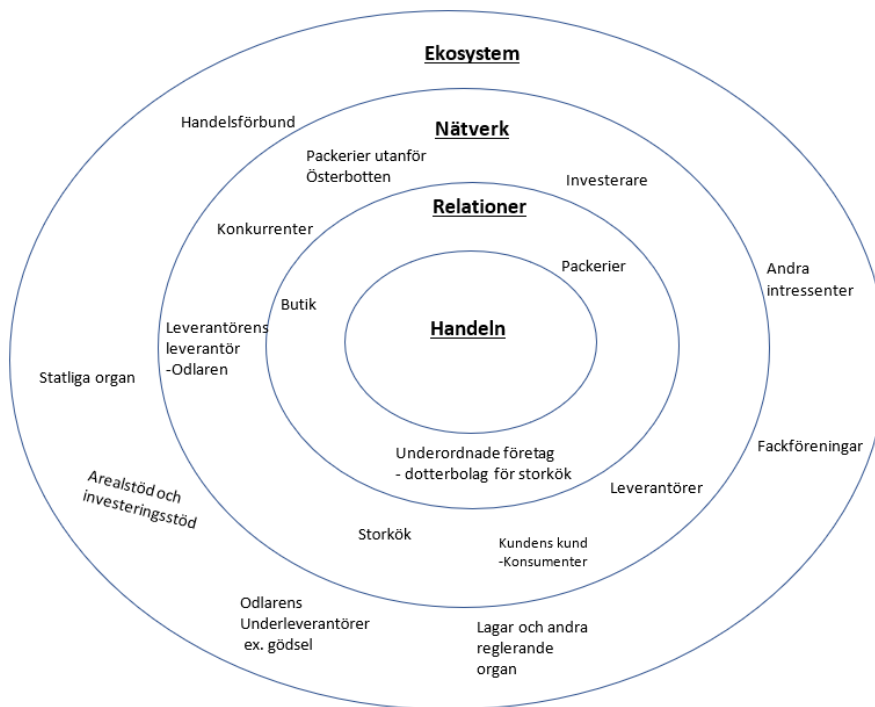 Ekosystem
Handelsförbund
Nätverk
Packerier utanför
Österbotten
Investerare
Relationer
Konkurrenter
Packerier
Andra
intressenter
Butik
Handeln
Leverantörens
leverantör
-Odlaren
Statliga organ
Underordnade företag
- dotterbolag för storkök
Fackföreningar
Leverantörer
Arealstöd och
investeringsstöd
Storkök
Kundens kund
-Konsumenter
Odlarens
Underleverantörer
ex. gödsel
Lagar och andra
reglerande
organ